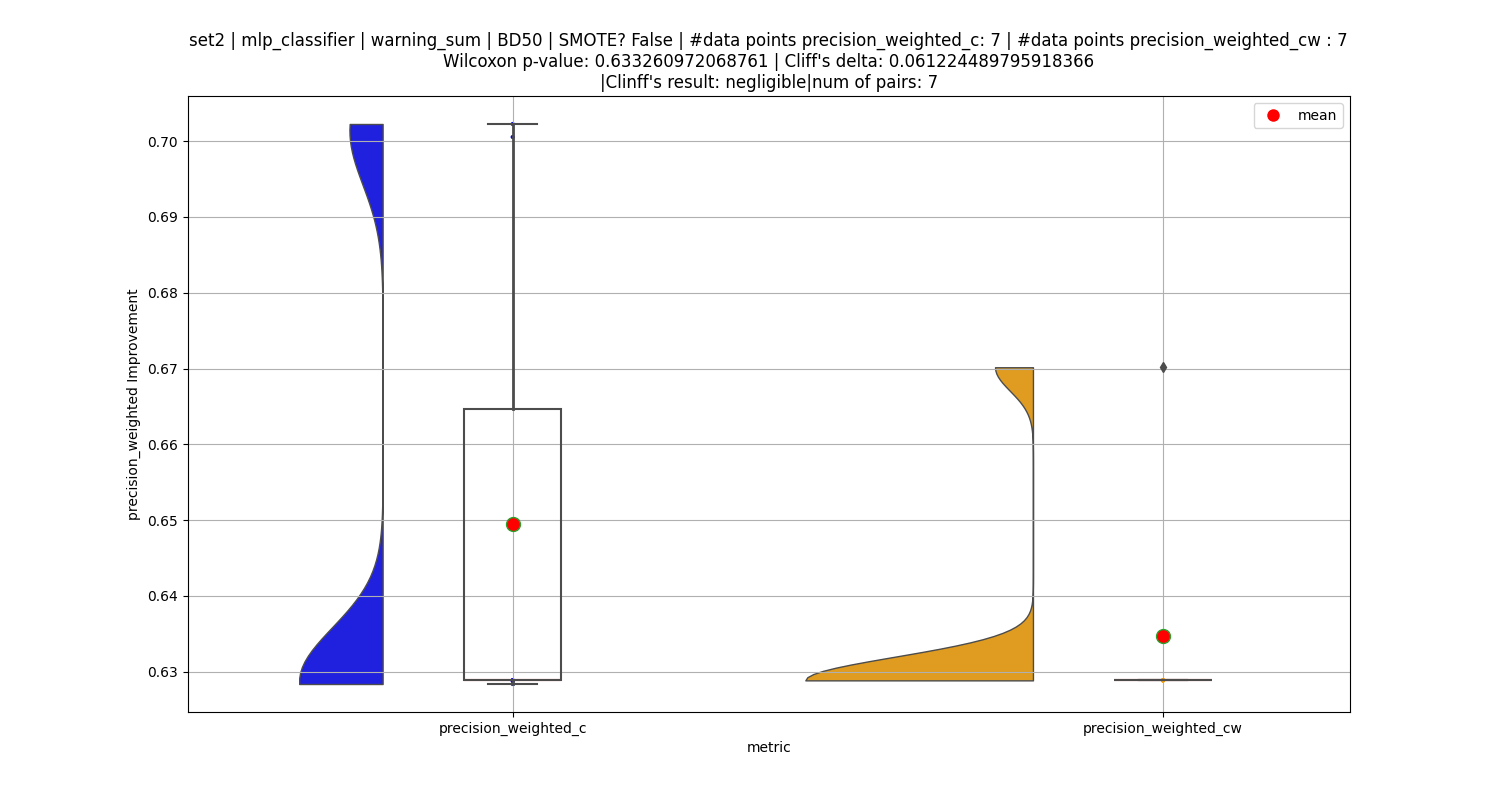 set2 | mlp_classifier | warning_sum | BD50 | SMOTE? False | #data points precision_weighted_c: 7 | #data points precision_weighted_cw : 7
Wilcoxon p-value: 0.633260972068761 | Cliff's delta: 0.061224489795918366
|Clinff's result: negligible|num of pairs: 7
mean
0.70
0.69
0.68
0.67
0.66
0.65
0.64
0.63
precision_weighted Improvement
precision_weighted_c
precision_weighted_cw
metric